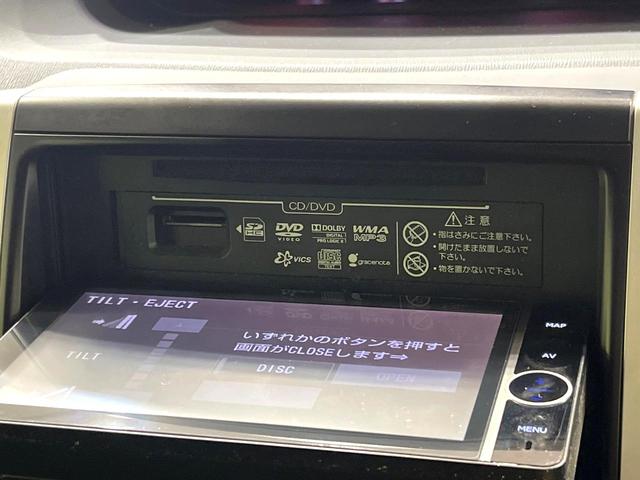 CD/DVD
SD HC
DVD VIDEO
DOLBY DIGITAL PRO LOGIC II
WMA MP3
VICS
DISC TEXT
gracenote
注意
・指はさみにご注意下さい。
・開けたまま放置しないで下さい。
・物を置かないで下さい。
TILT・EJECT
いずれかのボタンを押すと
画面がCLOSEします⇒
TILT
DISC
OPEN
MAP
AV
MENU